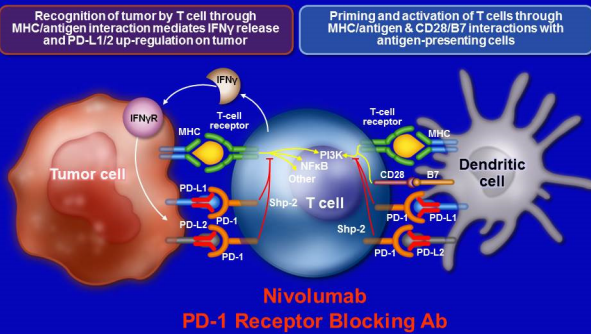 Recognition of tumor by T cell through
MHC/antigen interaction mediates IFNγ release
and PD-L1/2 up-regulation on tumor
Priming and activation of T cells through
MHC/antigen & CD28/B7 interactions with
antigen-presenting cells
IFNγ
IFNγR
T-cell
receptor
MHC
T-cell
receptor
MHC
PI3K
NFκB
Other
CD28
B7
Tumor cell
Dendritic
cell
T cell
PD-L1
PD-1
Shp-2
PD-L2
PD-1
PD-1
PD-L1
Shp-2
PD-1
PD-L2
Nivolumab
PD-1 Receptor Blocking Ab